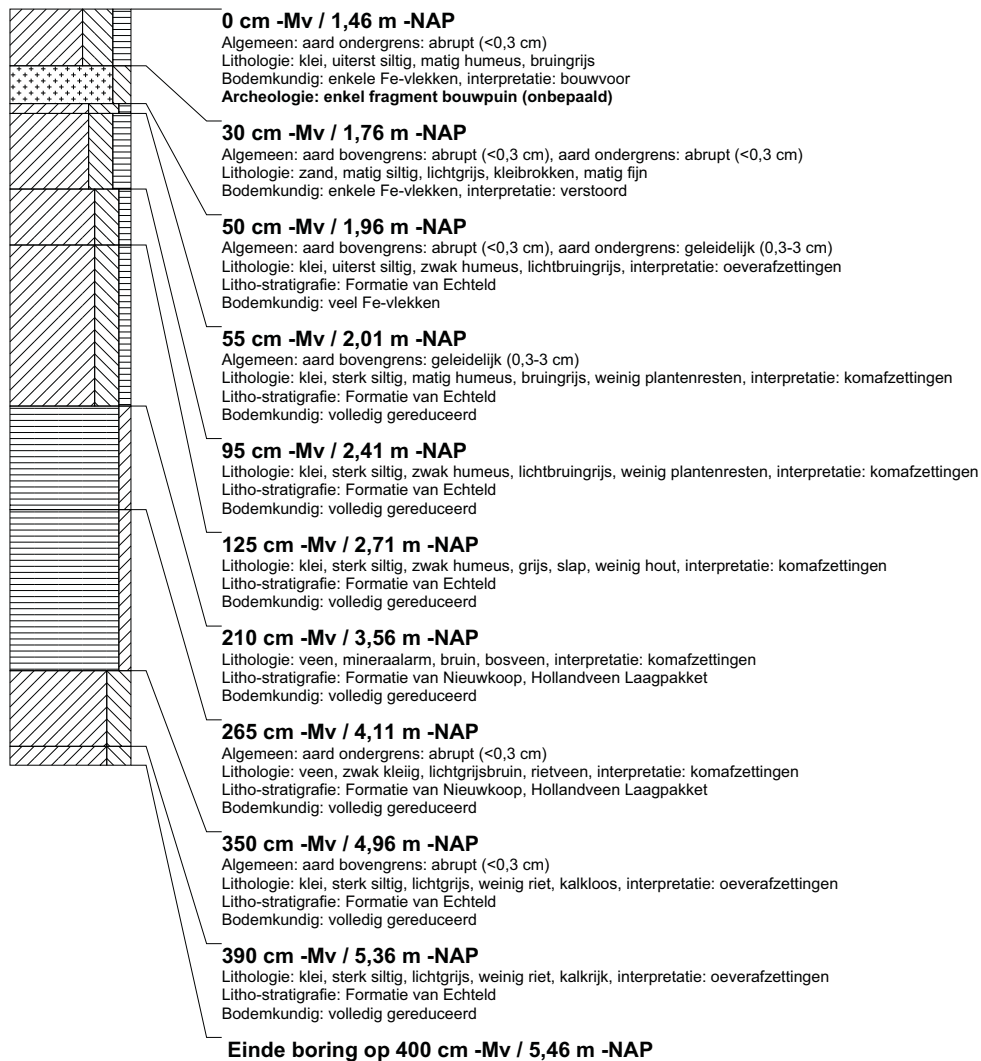 0 cm -Mv / 1,46 m -NAP
Algemeen: aard ondergrens: abrupt (<0,3 cm)
Lithologie: klei, uiterst siltig, matig humeus, bruingrijs
Bodemkundig: enkele Fe-vlekken, interpretatie: bouwvoor
Archeologie: enkel fragment bouwpuin (onbepaald)
30 cm -Mv / 1,76 m -NAP
Algemeen: aard bovengrens: abrupt (<0,3 cm), aard ondergrens: abrupt (<0,3 cm)
Lithologie: zand, matig siltig, lichtgrijs, kleibrokken, matig fijn
Bodemkundig: enkele Fe-vlekken, interpretatie: verstoord
50 cm -Mv / 1,96 m -NAP
Algemeen: aard bovengrens: abrupt (<0,3 cm), aard ondergrens: geleidelijk (0,3-3 cm)
Lithologie: klei, uiterst siltig, zwak humeus, lichtbruingrijs, interpretatie: oeverafzettingen
Litho-stratigrafie: Formatie van Echteld
Bodemkundig: veel Fe-vlekken
55 cm -Mv / 2,01 m -NAP
Algemeen: aard bovengrens: geleidelijk (0,3-3 cm)
Lithologie: klei, sterk siltig, matig humeus, bruingrijs, weinig plantenresten, interpretatie: komafzettingen
Litho-stratigrafie: Formatie van Echteld
Bodemkundig: volledig gereduceerd
95 cm -Mv / 2,41 m -NAP
Lithologie: klei, sterk siltig, zwak humeus, lichtbruingrijs, weinig plantenresten, interpretatie: komafzettingen
Litho-stratigrafie: Formatie van Echteld
Bodemkundig: volledig gereduceerd
125 cm -Mv / 2,71 m -NAP
Lithologie: klei, sterk siltig, zwak humeus, grijs, slap, weinig hout, interpretatie: komafzettingen
Litho-stratigrafie: Formatie van Echteld
Bodemkundig: volledig gereduceerd
210 cm -Mv / 3,56 m -NAP
Lithologie: veen, mineraalarm, bruin, bosveen, interpretatie: komafzettingen
Litho-stratigrafie: Formatie van Nieuwkoop, Hollandveen Laagpakket
Bodemkundig: volledig gereduceerd
265 cm -Mv / 4,11 m -NAP
Algemeen: aard ondergrens: abrupt (<0,3 cm)
Lithologie: veen, zwak kleiig, lichtgrijsbruin, rietveen, interpretatie: komafzettingen
Litho-stratigrafie: Formatie van Nieuwkoop, Hollandveen Laagpakket
Bodemkundig: volledig gereduceerd
350 cm -Mv / 4,96 m -NAP
Algemeen: aard bovengrens: abrupt (<0,3 cm)
Lithologie: klei, sterk siltig, lichtgrijs, weinig riet, kalkloos, interpretatie: oeverafzettingen
Litho-stratigrafie: Formatie van Echteld
Bodemkundig: volledig gereduceerd
390 cm -Mv / 5,36 m -NAP
Lithologie: klei, sterk siltig, lichtgrijs, weinig riet, kalkrijk, interpretatie: oeverafzettingen
Litho-stratigrafie: Formatie van Echteld
Bodemkundig: volledig gereduceerd
Einde boring op 400 cm -Mv / 5,46 m -NAP